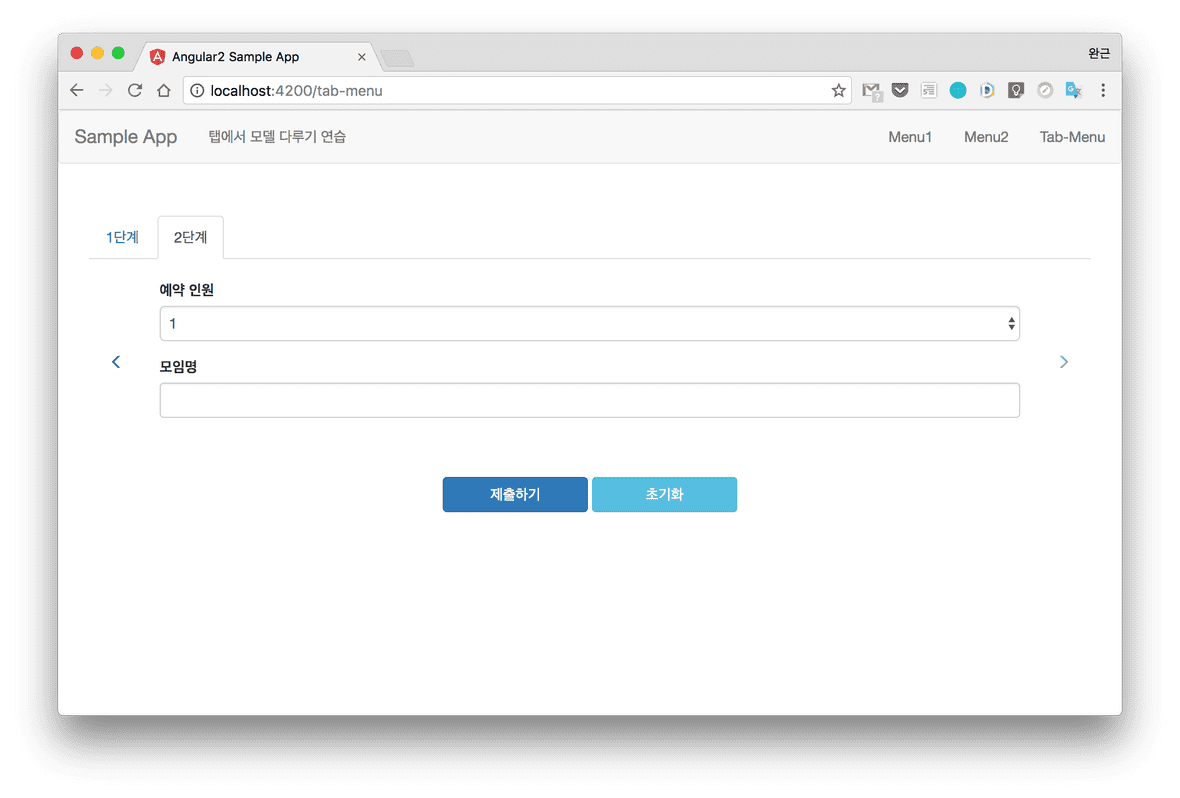 Angular2 Sample App
완근
localhost:4200/tab-menu
Sample App 탭에서 모델 다루기 연습 Menu1 Menu2 Tab-Menu
1단계 2단계
예약 인원
1
모임명
제출하기 초기화